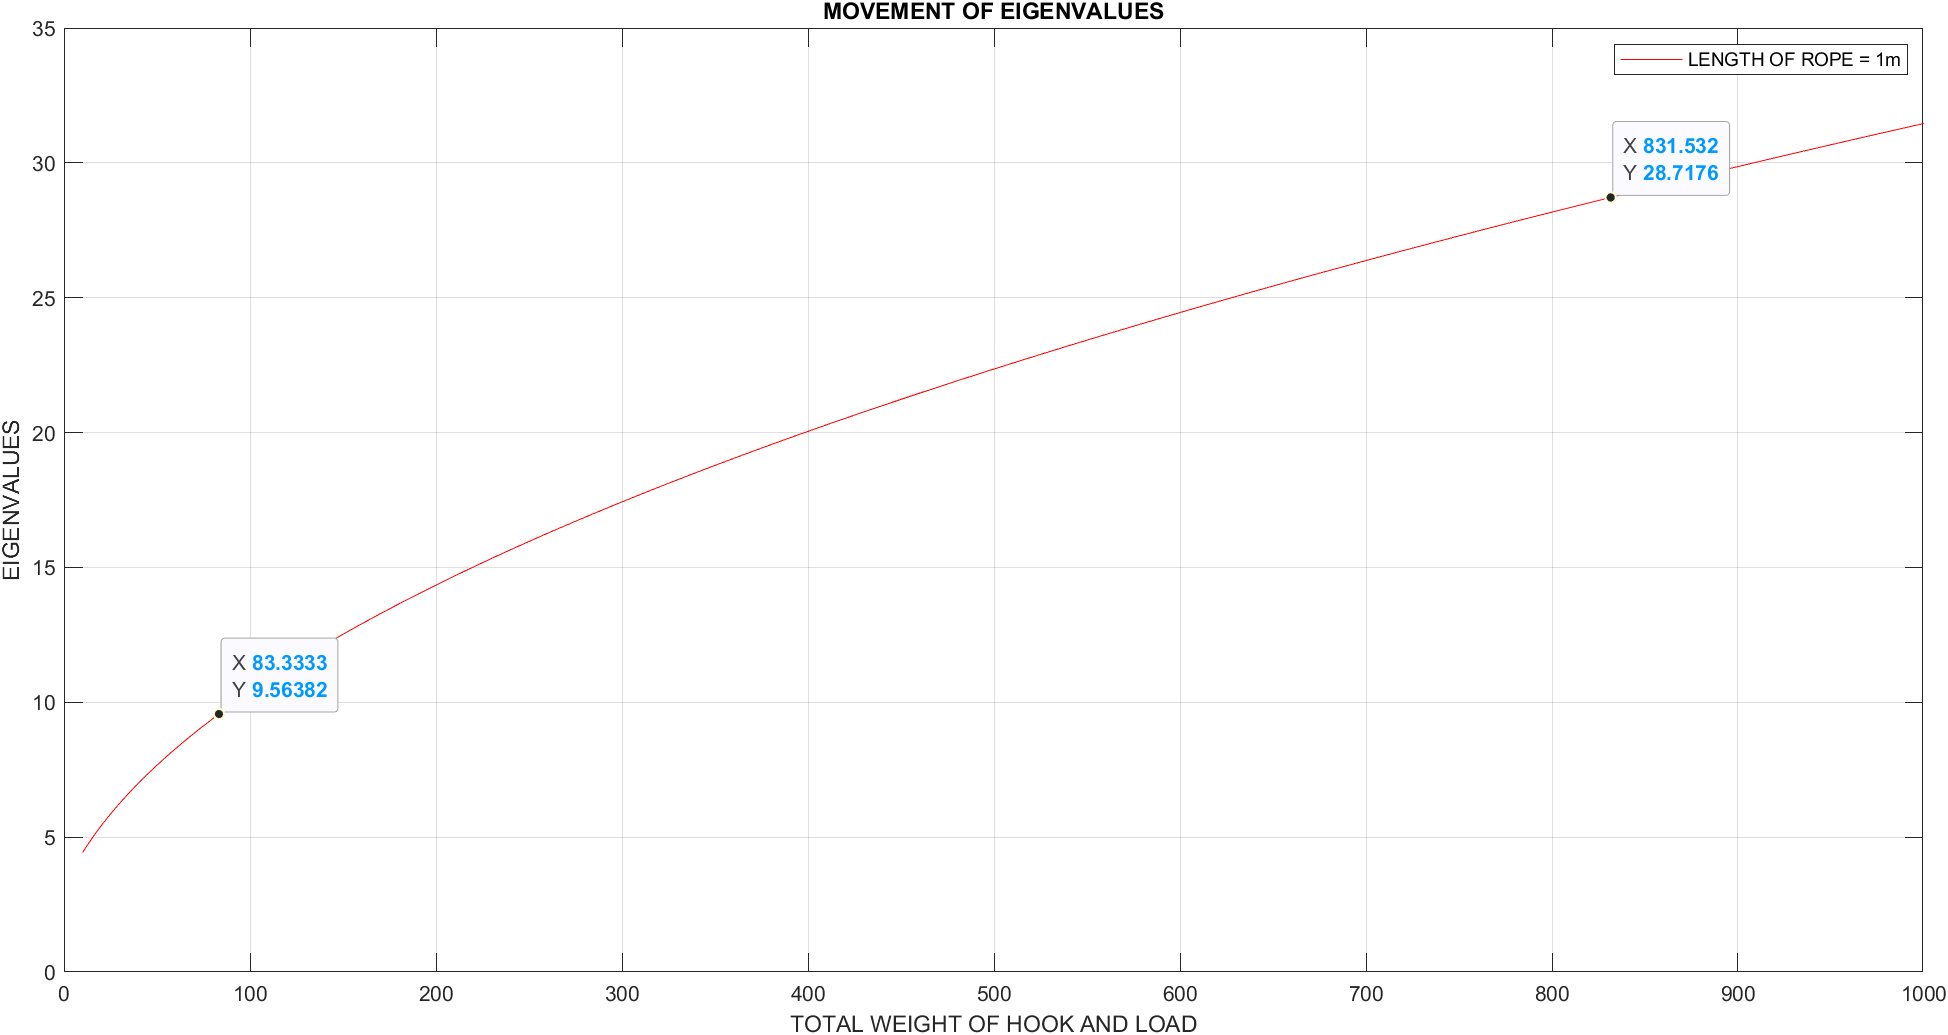 MOVEMENT OF EIGENVALUES
LENGTH OF ROPE = 1m
X 831.532
Y 28.7176
X 83.3333
Y 9.56382
EIGENVALUES
35
30
25
20
15
10
5
0
0 100 200 300 400 500 600 700 800 900 1000
TOTAL WEIGHT OF HOOK AND LOAD